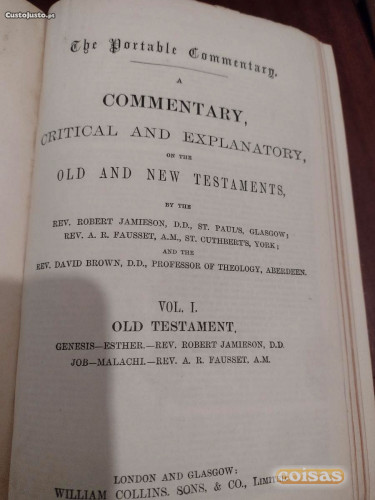 CustoJusto.pt
The Portable Commentary.
A
COMMENTARY,
CRITICAL AND EXPLANATORY,
ON THE
OLD AND NEW TESTAMENTS,
BY THE
REV. ROBERT JAMIESON, D.D., ST. PAUL'S, GLASGOW;
REV. A. R. FAUSSET, A.M., ST. CUTHBERT'S, YORK;
AND THE
REV. DAVID BROWN, D.D., PROFESSOR OF THEOLOGY, ABERDEEN.
VOL. I.
OLD TESTAMENT,
GENESIS—ESTHER.—REV. ROBERT JAMIESON, D.D.
JOB—MALACHI.—REV. A. R. FAUSSET, A.M.
LONDON AND GLASGOW:
WILLIAM COLLINS, SONS, & CO.,
coisas